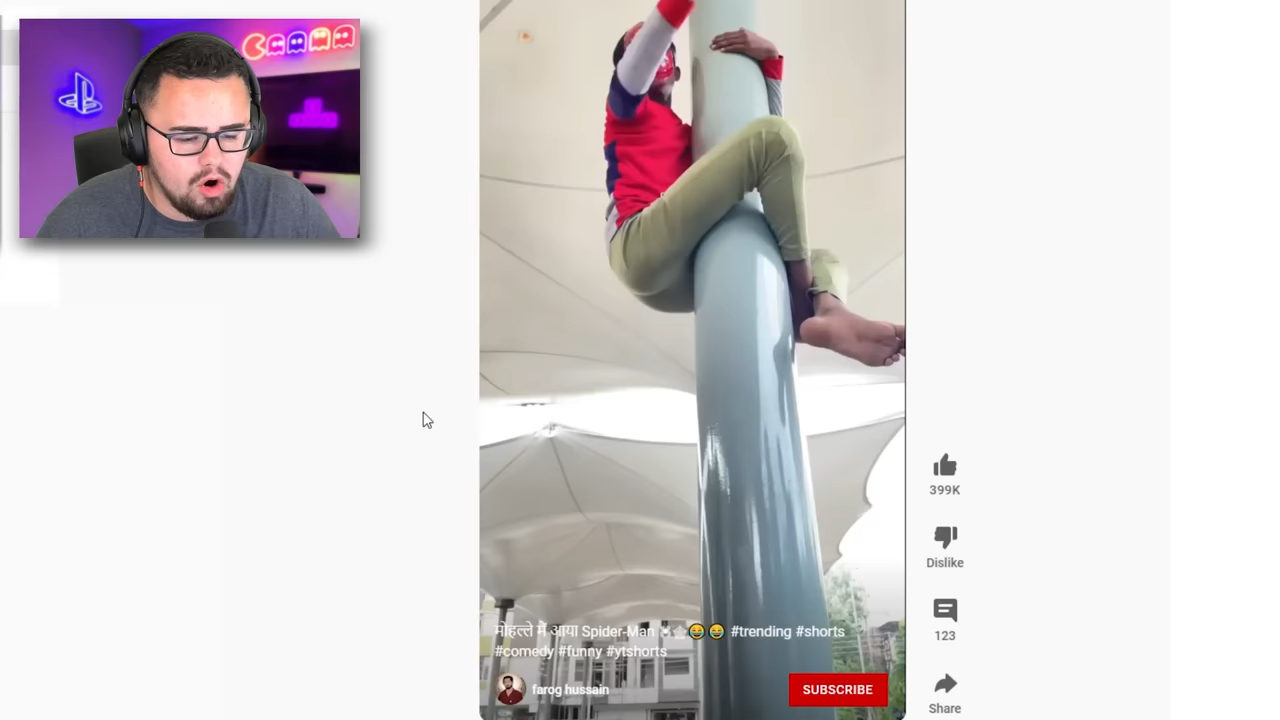 399K
Dislike
123
मोहल्ले में आया Spider-Man 🕷️🕸️😂😂 #trending #shorts
#comedy #funny #ytshorts
farog hussain
SUBSCRIBE
Share